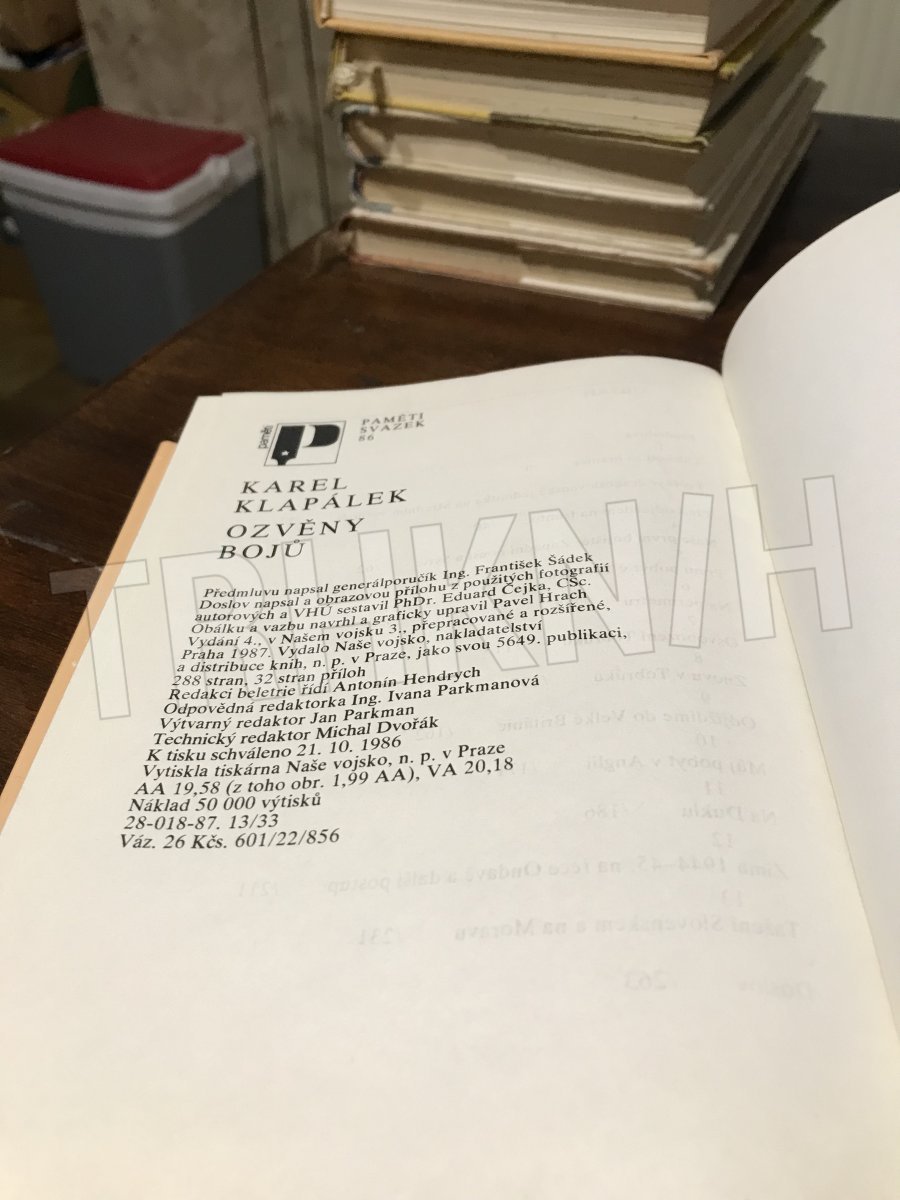 paměti
PAMĚTI
SVAZEK
86
KAREL
KLAPÁLEK
OZVĚNY
BOJŮ
Předmluvu napsal generálporučík Ing. František Šádek
Doslov napsal a obrazovou přílohu z použitých fotografií
autorových a VHÚ sestavil PhDr. Eduard Čejka, CSc.
Obálku a vazbu navrhl a graficky upravil Pavel Hrach
Vydání 4., v Našem vojsku 3., přepracované a rozšířené,
Praha 1987. Vydalo Naše vojsko, nakladatelství
a distribuce knih, n. p. v Praze, jako svou 5649. publikaci,
288 stran, 32 stran příloh
Redakci beletrie řídí Antonín Hendrych
Odpovědná redaktorka Ing. Ivana Parkmanová
Výtvarný redaktor Jan Parkman
Technický redaktor Michal Dvořák
K tisku schváleno 21. 10. 1986
Vytiskla tiskárna Naše vojsko, n. p. v Praze
AA 19,58 (z toho obr. 1,99 AA), VA 20,18
Náklad 50 000 výtisků
28-018-87. 13/33
Váz. 26 Kčs. 601/22/856